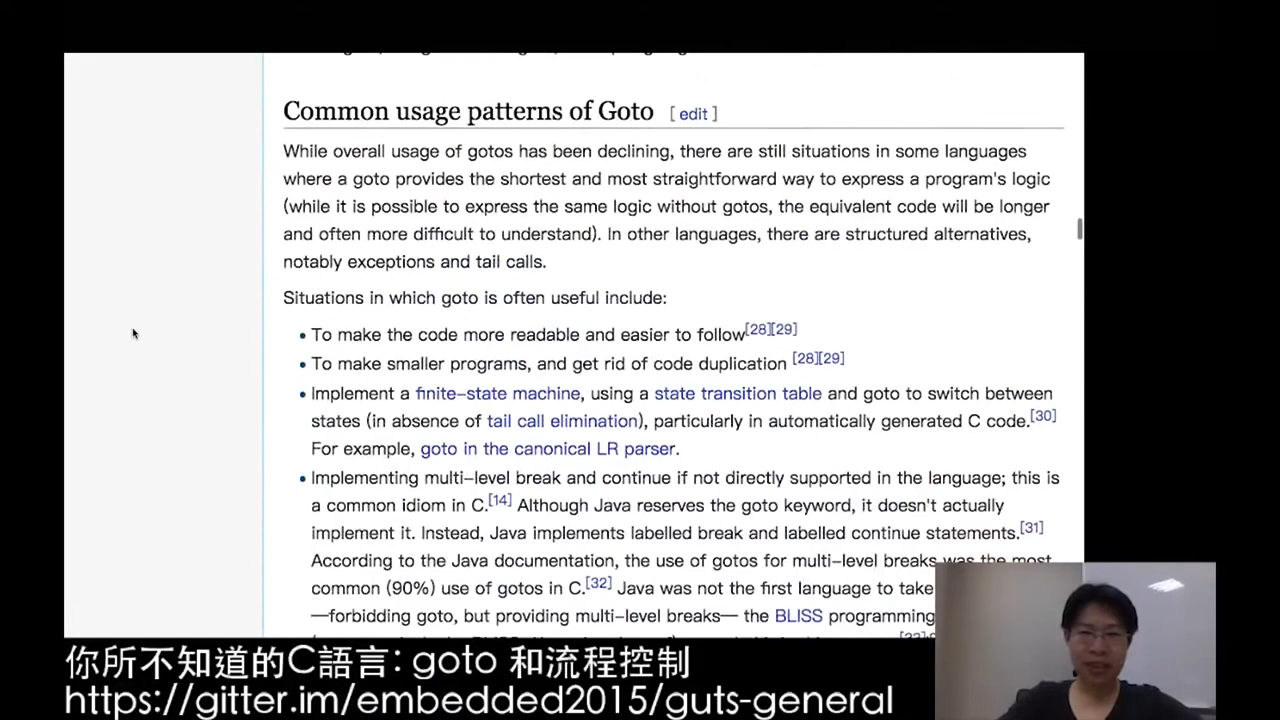 Common usage patterns of Goto [ edit ]
While overall usage of gotos has been declining, there are still situations in some languages
where a goto provides the shortest and most straightforward way to express a program's logic
(while it is possible to express the same logic without gotos, the equivalent code will be longer
and often more difficult to understand). In other languages, there are structured alternatives,
notably exceptions and tail calls.
Situations in which goto is often useful include:
• To make the code more readable and easier to follow[28][29]
• To make smaller programs, and get rid of code duplication [28][29]
• Implement a finite-state machine, using a state transition table and goto to switch between
states (in absence of tail call elimination), particularly in automatically generated C code.[30]
For example, goto in the canonical LR parser.
• Implementing multi-level break and continue if not directly supported in the language; this is
a common idiom in C.[14] Although Java reserves the goto keyword, it doesn't actually
implement it. Instead, Java implements labelled break and labelled continue statements.[31]
According to the Java documentation, the use of gotos for multi-level breaks was the most
common (90%) use of gotos in C.[32] Java was not the first language to take
—forbidding goto, but providing multi-level breaks— the BLISS programming
你所不知道的C語言: goto 和流程控制
https://gitter.im/embedded2015/guts-general